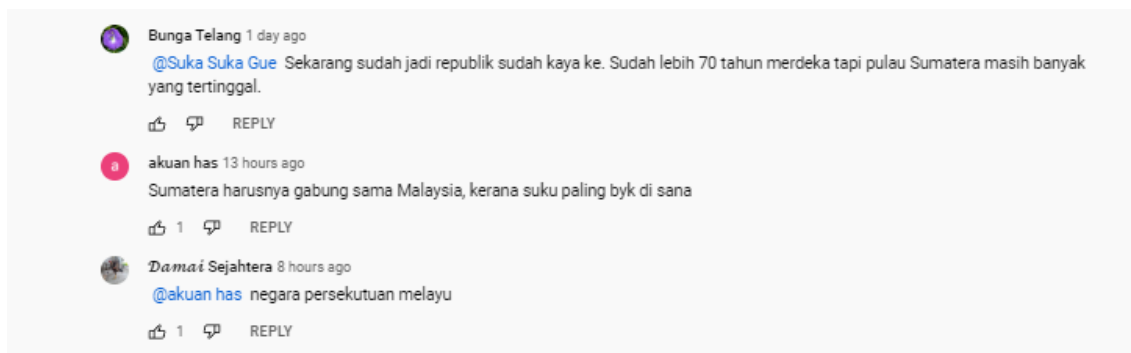 Bunga Telang 1 day ago
@Suka Suka Gue Sekarang sudah jadi republik sudah kaya ke. Sudah lebih 70 tahun merdeka tapi pulau Sumatera masih banyak
yang tertinggal.
REPLY
a
akuan has 13 hours ago
Sumatera harusnya gabung sama Malaysia, kerana suku paling byk di sana
1 REPLY
𝓓𝓪𝓶𝓪𝓲 Sejahtera 8 hours ago
@akuan has negara persekutuan melayu
1 REPLY